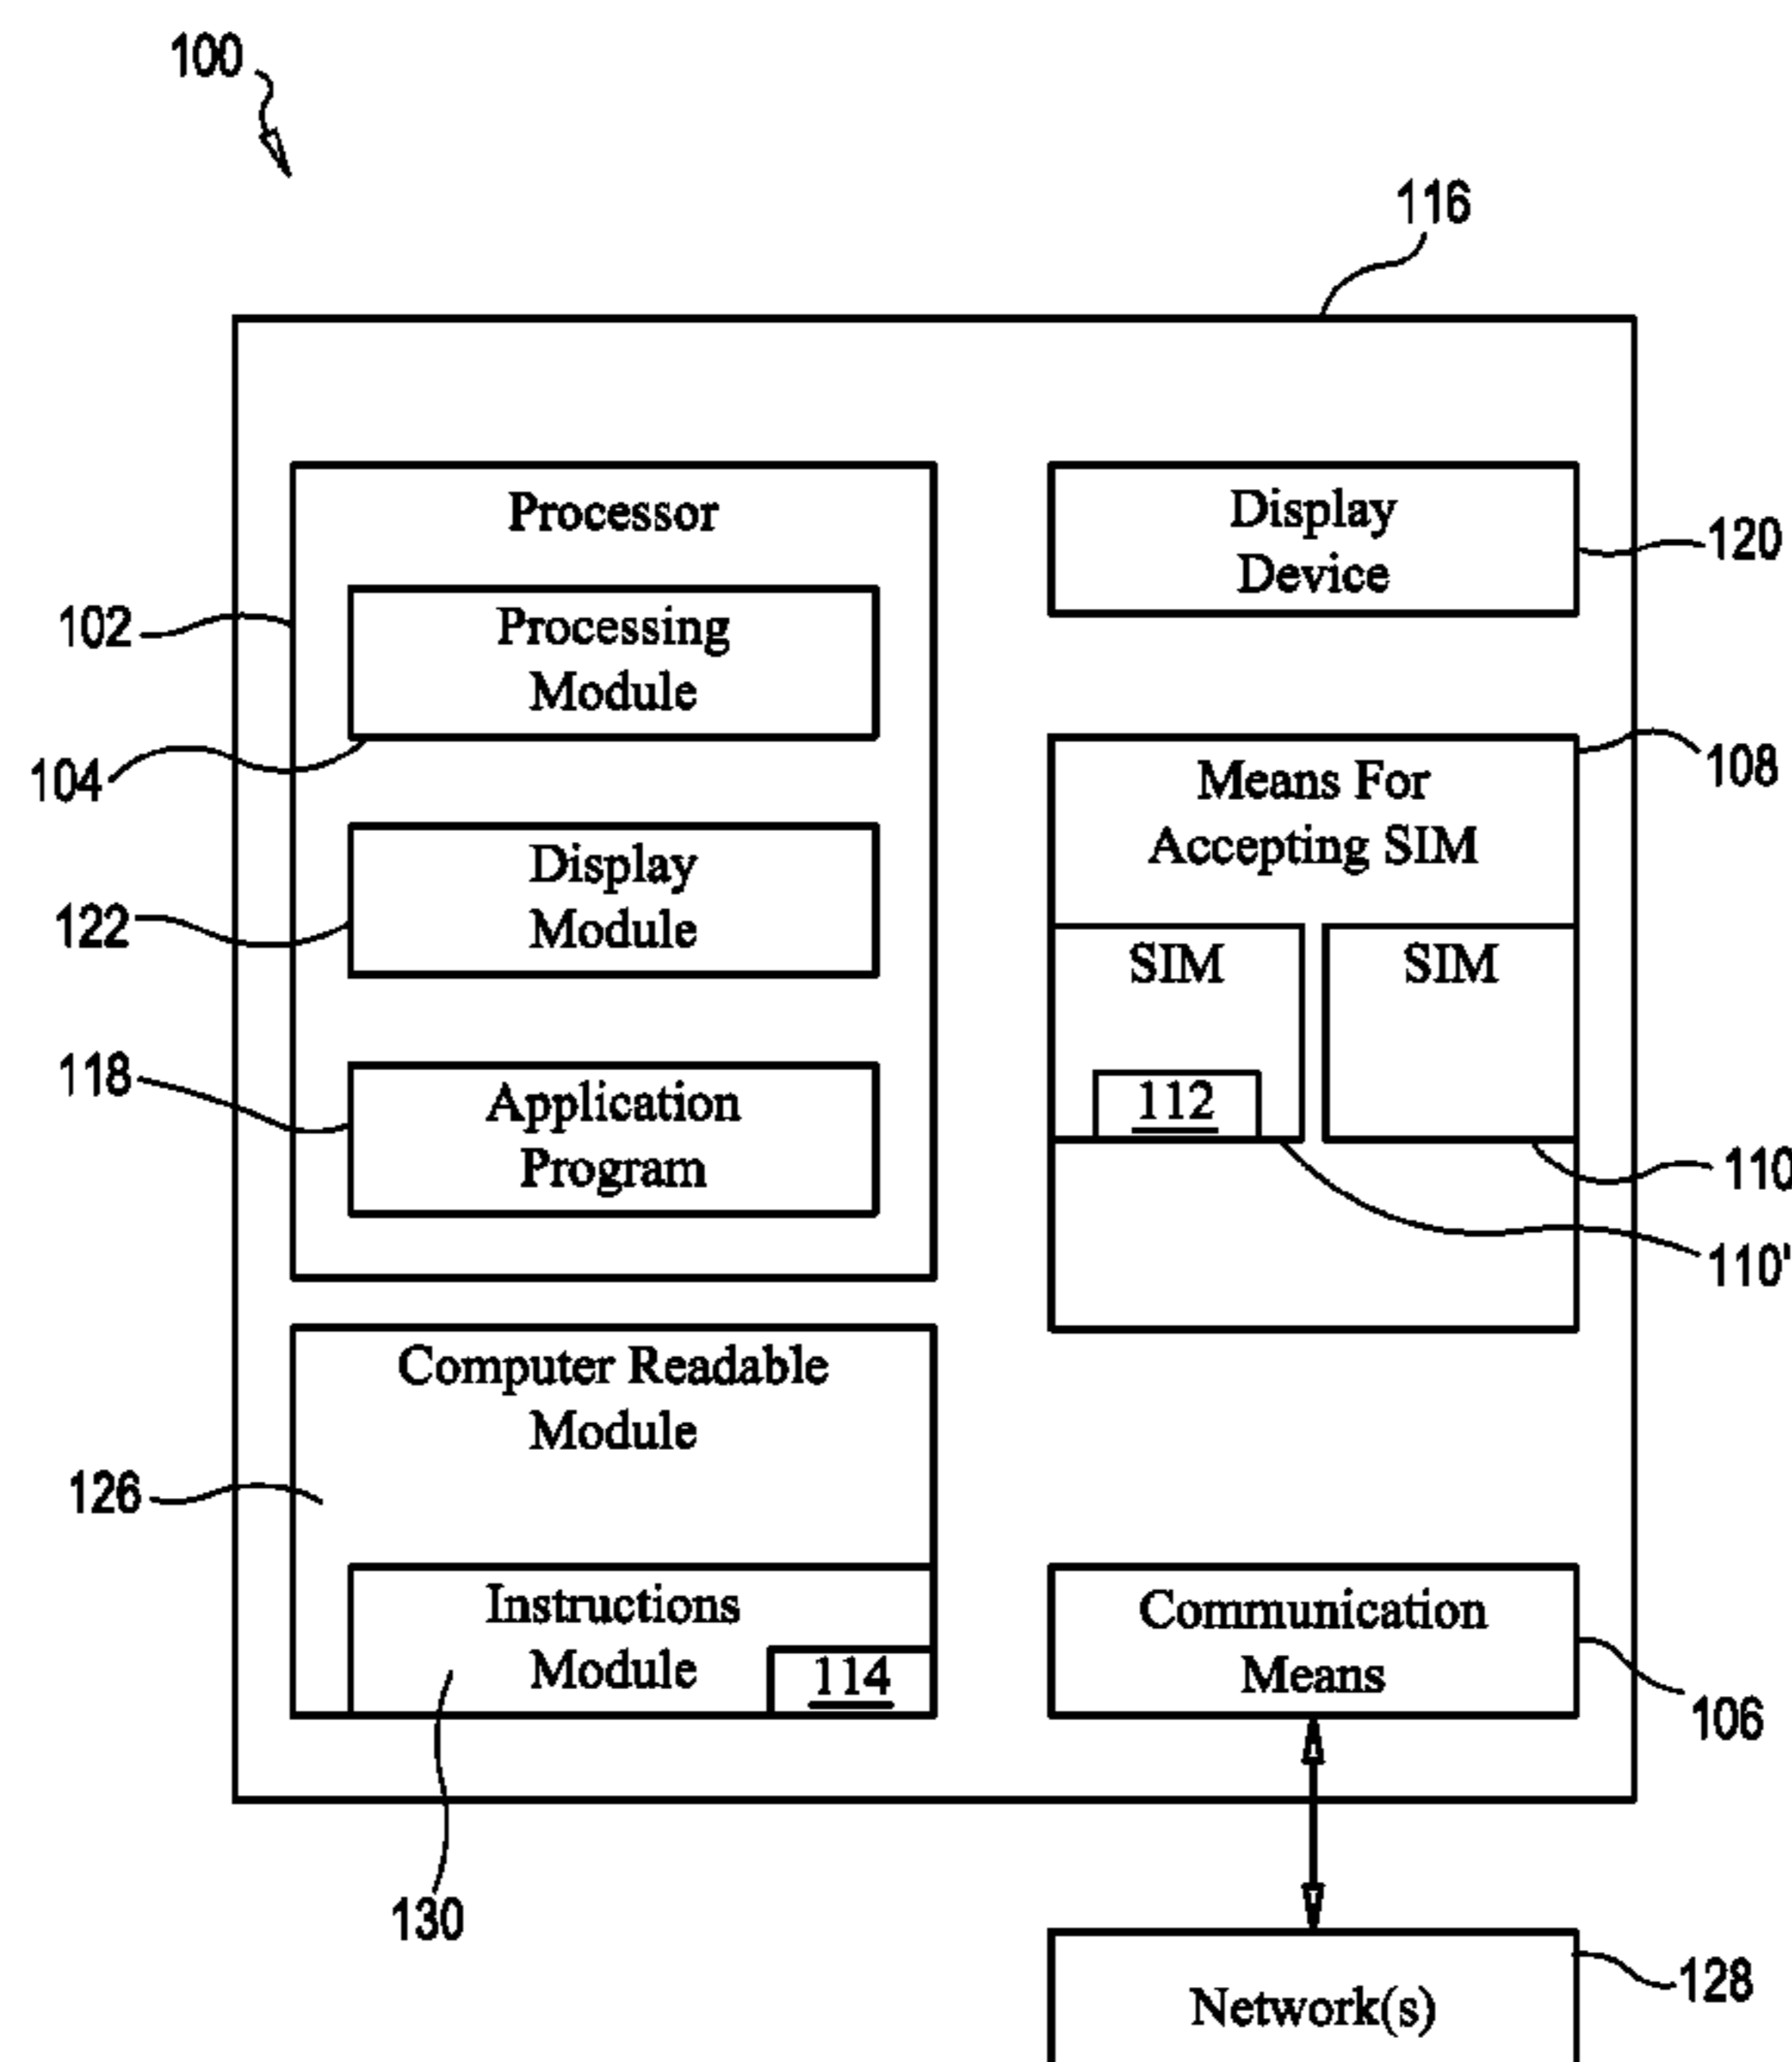 100
116
Processor
Display
Device
120
102
Processing
Module
104
Means For
Accepting SIM
108
Display
Module
122
SIM
SIM
118
Application
Program
112
110
110'
Computer Readable
Module
126
Instructions
Module
114
Communication
Means
106
130
Network(s)
128